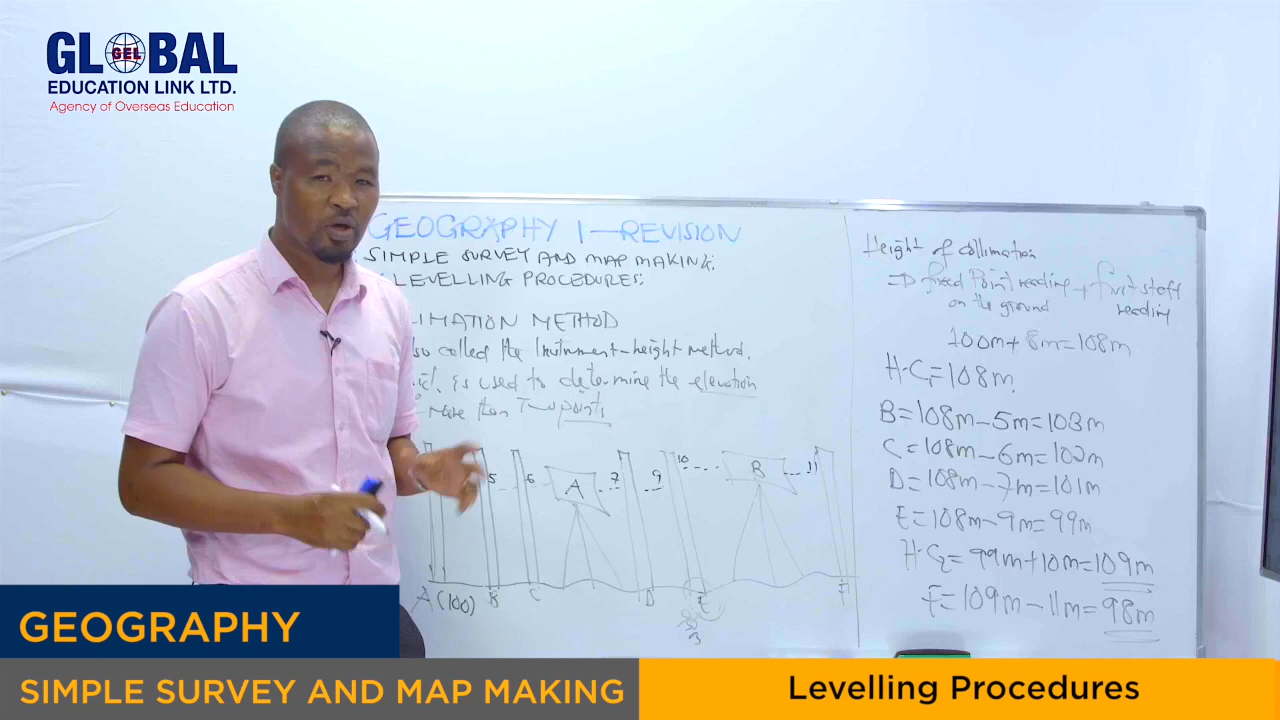 GLOBAL
GEL
EDUCATION LINK LTD.
Agency of Overseas Education
GEOGRAPHY 1—REVISION
SIMPLE SURVEY AND MAP MAKING.
LEVELLING PROCEDURES:
LIMATION METHOD
so called the Instrument-height method.
is used to determine the elevation
More than Two points
5
6
A
7
9
10
B
11
A (100)
B
C
D
E
F
Height of collimation
=> fixed Point reading + first staff
on the ground reading
100m + 8m = 108m
H.C₁ = 108m
B = 108m - 5m = 103m
C = 108m - 6m = 102m
D = 108m - 7m = 101m
E = 108m - 9m = 99m
H.C₂ = 99m + 10m = 109m
F = 109m - 11m = 98m
GEOGRAPHY
SIMPLE SURVEY AND MAP MAKING
Levelling Procedures